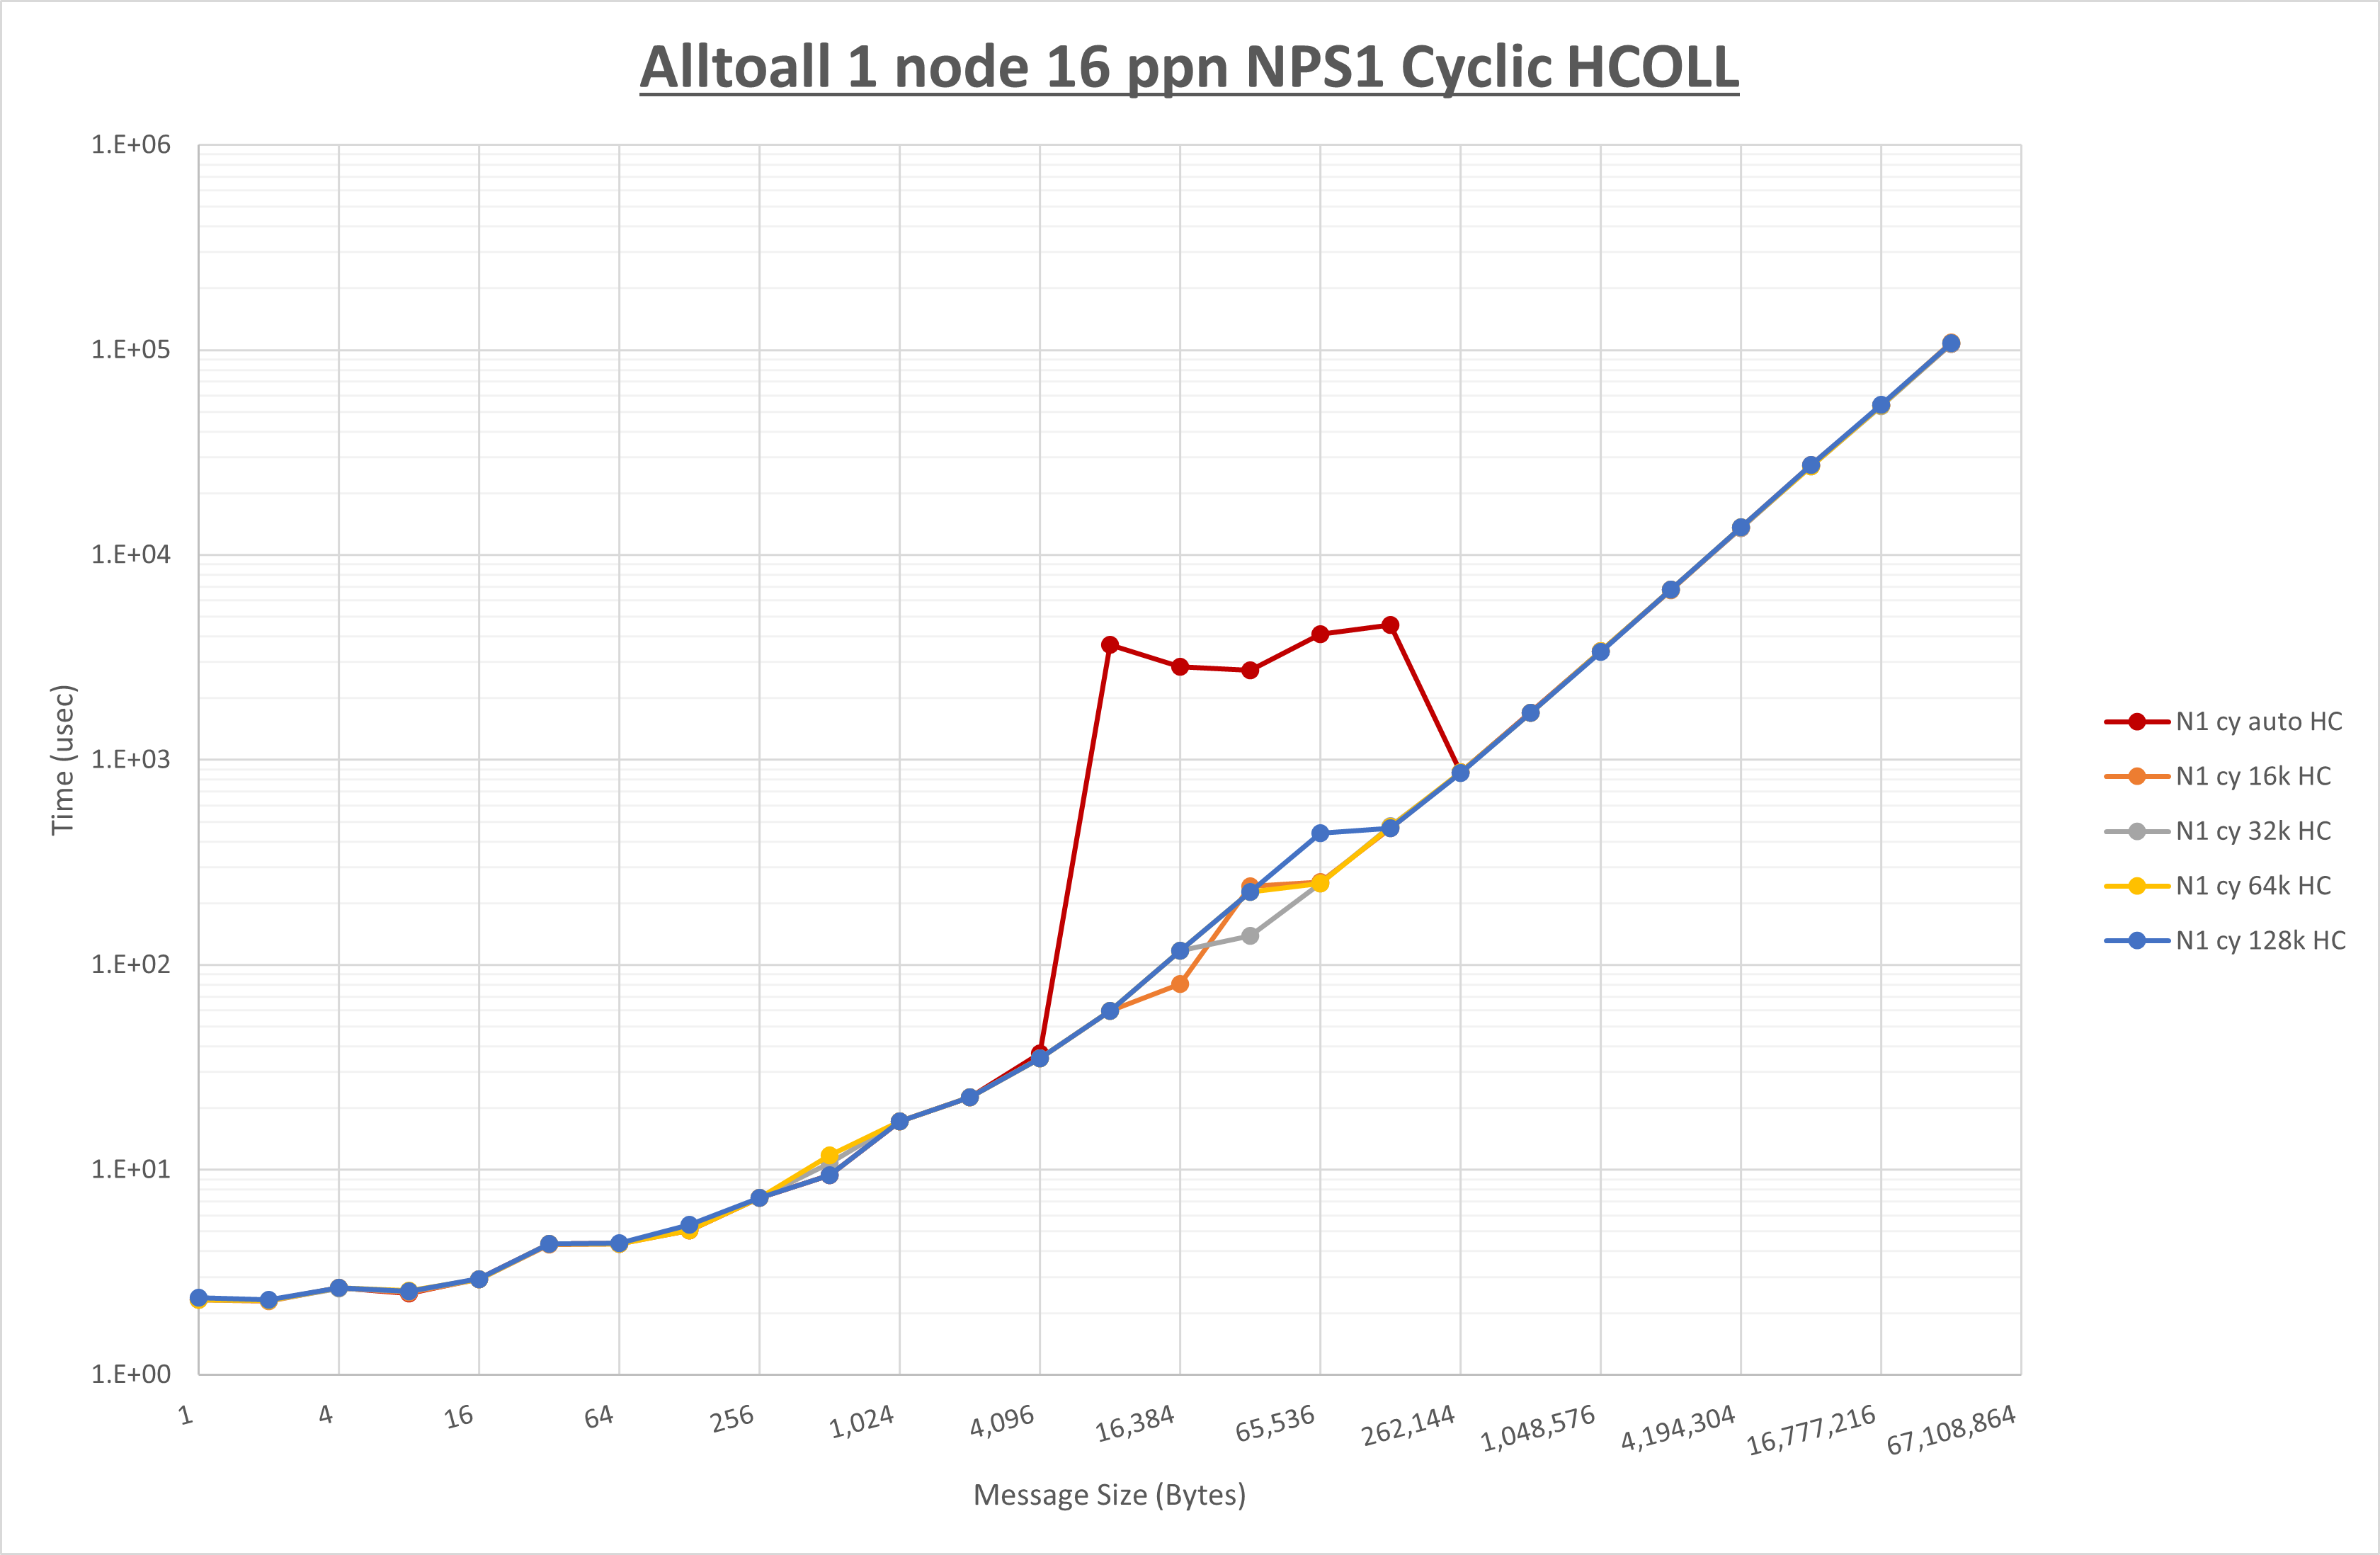 Alltoall 1 node 16 ppn NPS1 Cyclic HCOLL
1.E+06
1.E+05
1.E+04
1.E+03
1.E+02
1.E+01
1.E+00
Time (usec)
1
4
16
64
256
1,024
4,096
16,384
65,536
262,144
1,048,576
4,194,304
16,777,216
67,108,864
Message Size (Bytes)
N1 cy auto HC
N1 cy 16k HC
N1 cy 32k HC
N1 cy 64k HC
N1 cy 128k HC